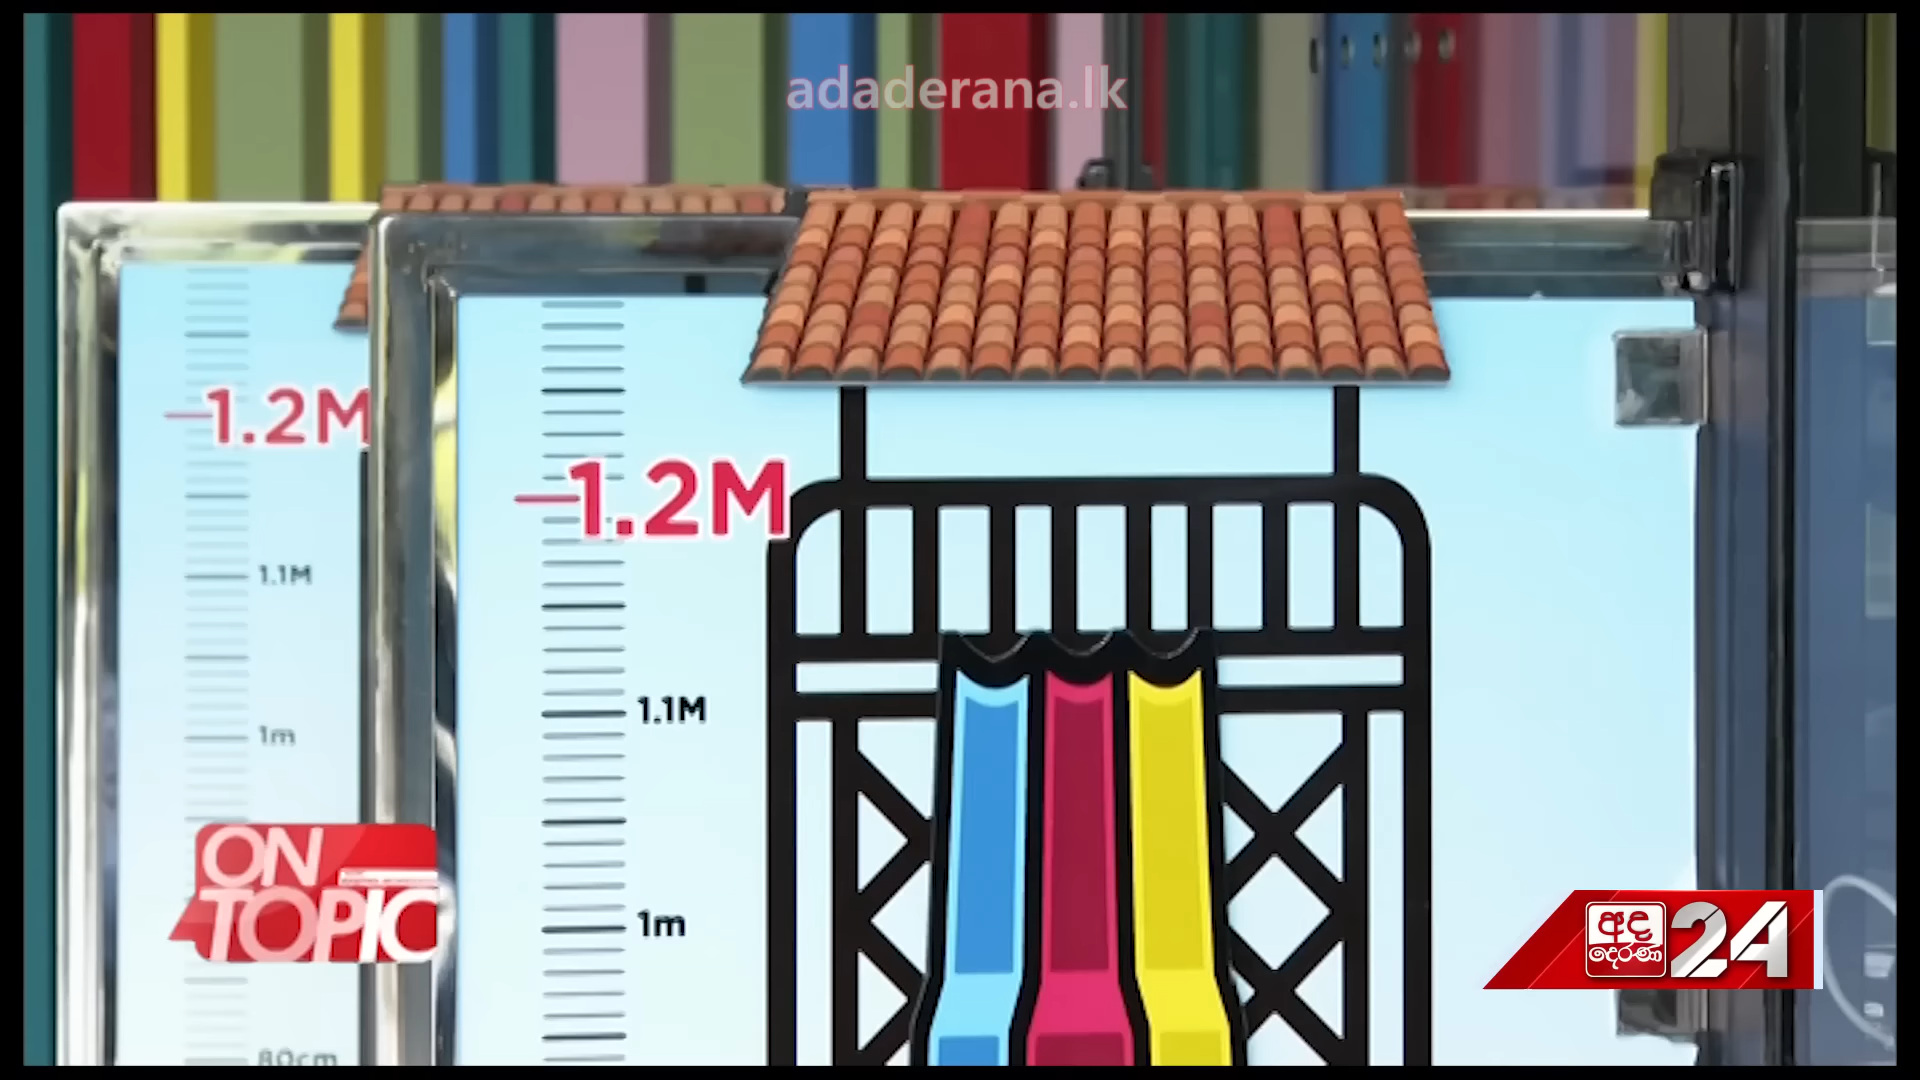 adaderana.lk
1.2M
1.1M
1m
80cm
1.2M
1.1M
1m
ON
TOPIC
අද
දෙරණ
24